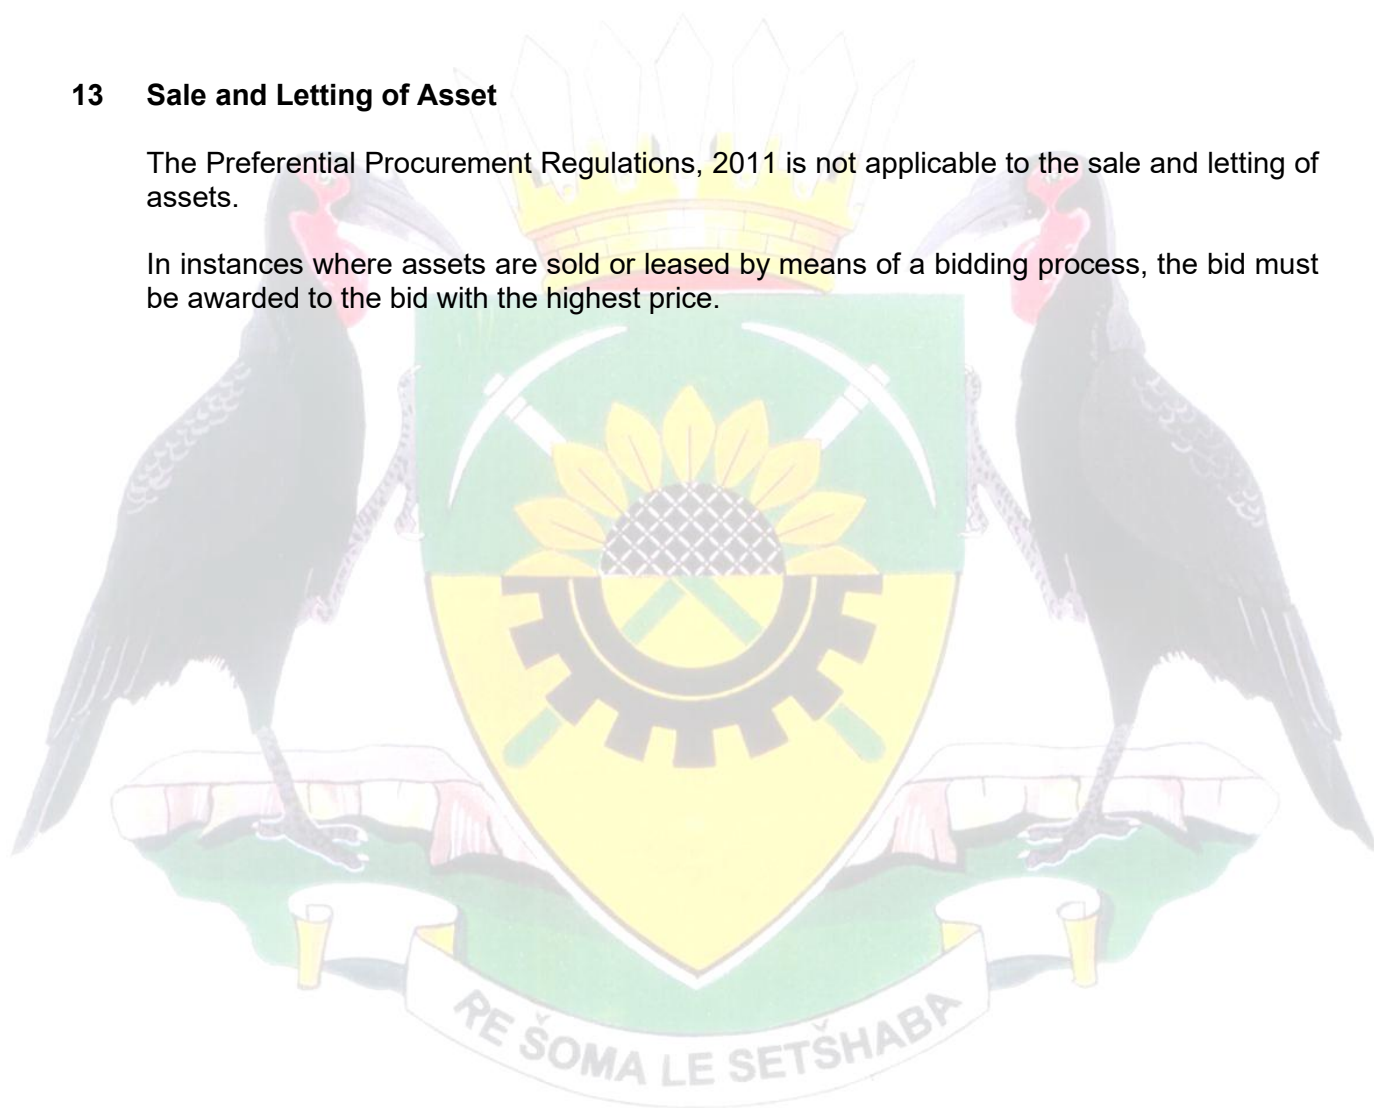 13 Sale and Letting of Asset
The Preferential Procurement Regulations, 2011 is not applicable to the sale and letting of
assets.
In instances where assets are sold or leased by means of a bidding process, the bid must
be awarded to the bid with the highest price.
RE ŠOMA LE SETŠHABA